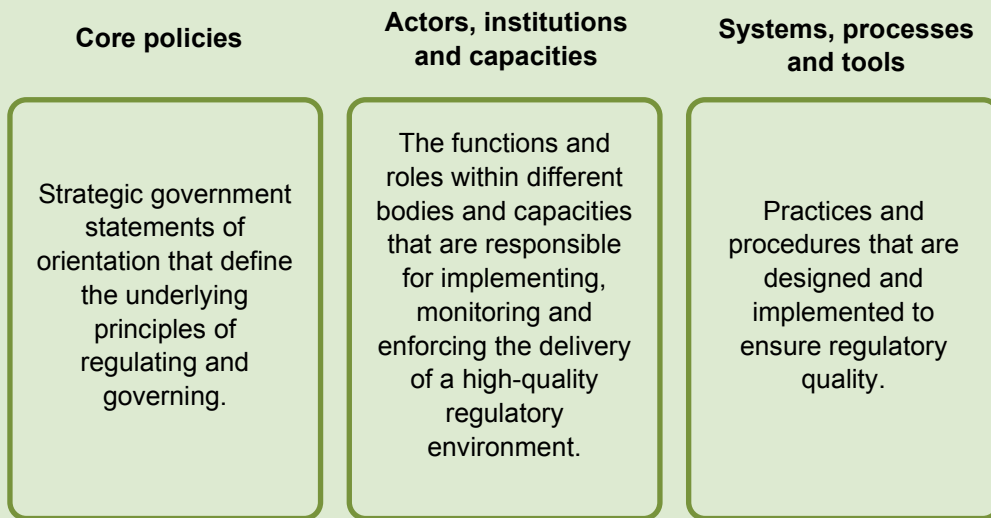 Core policies
Strategic government
statements of
orientation that define
the underlying
principles of
regulating and
governing.
Actors, institutions
and capacities
The functions and
roles within different
bodies and capacities
that are responsible
for implementing,
monitoring and
enforcing the delivery
of a high-quality
regulatory
environment.
Systems, processes
and tools
Practices and
procedures that are
designed and
implemented to
ensure regulatory
quality.